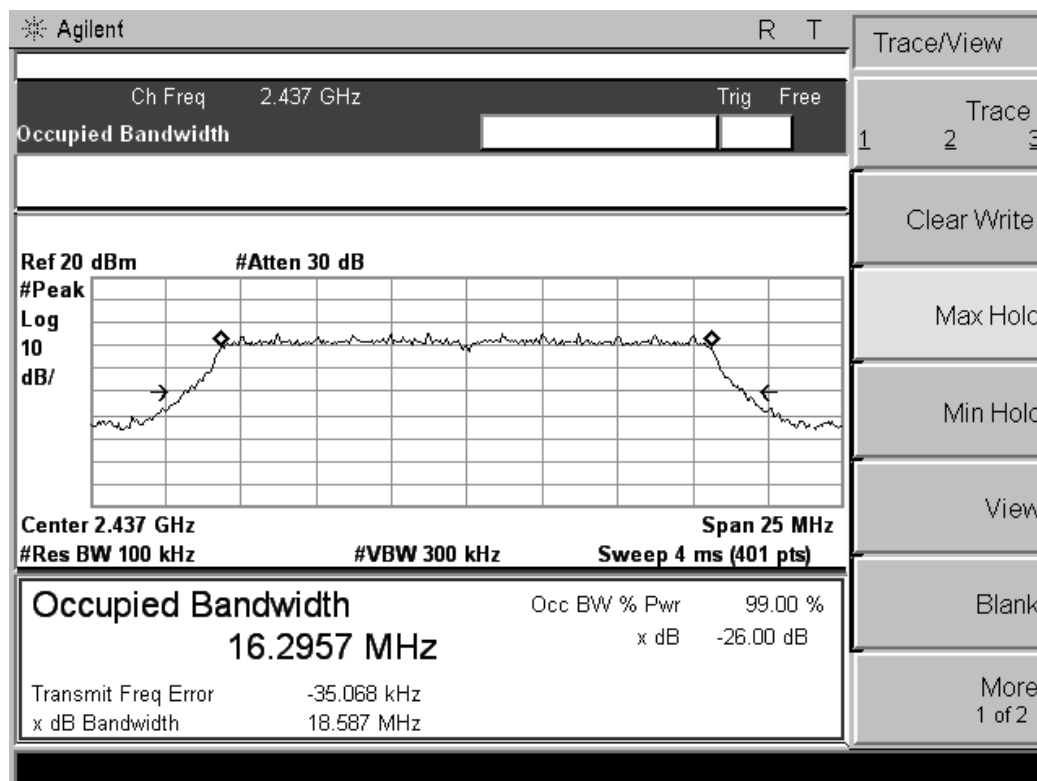 Agilent R T
Trace/View
Ch Freq 2.437 GHz Trig Free
Occupied Bandwidth
Trace
1 2 3
Clear Write
Max Hold
Min Hold
View
Blank
More
1 of 2
Ref 20 dBm #Atten 30 dB
#Peak
Log
10
dB/
Center 2.437 GHz Span 25 MHz
#Res BW 100 kHz #VBW 300 kHz Sweep 4 ms (401 pts)
Occupied Bandwidth
16.2957 MHz
Occ BW % Pwr 99.00 %
x dB -26.00 dB
Transmit Freq Error -35.068 kHz
x dB Bandwidth 18.587 MHz